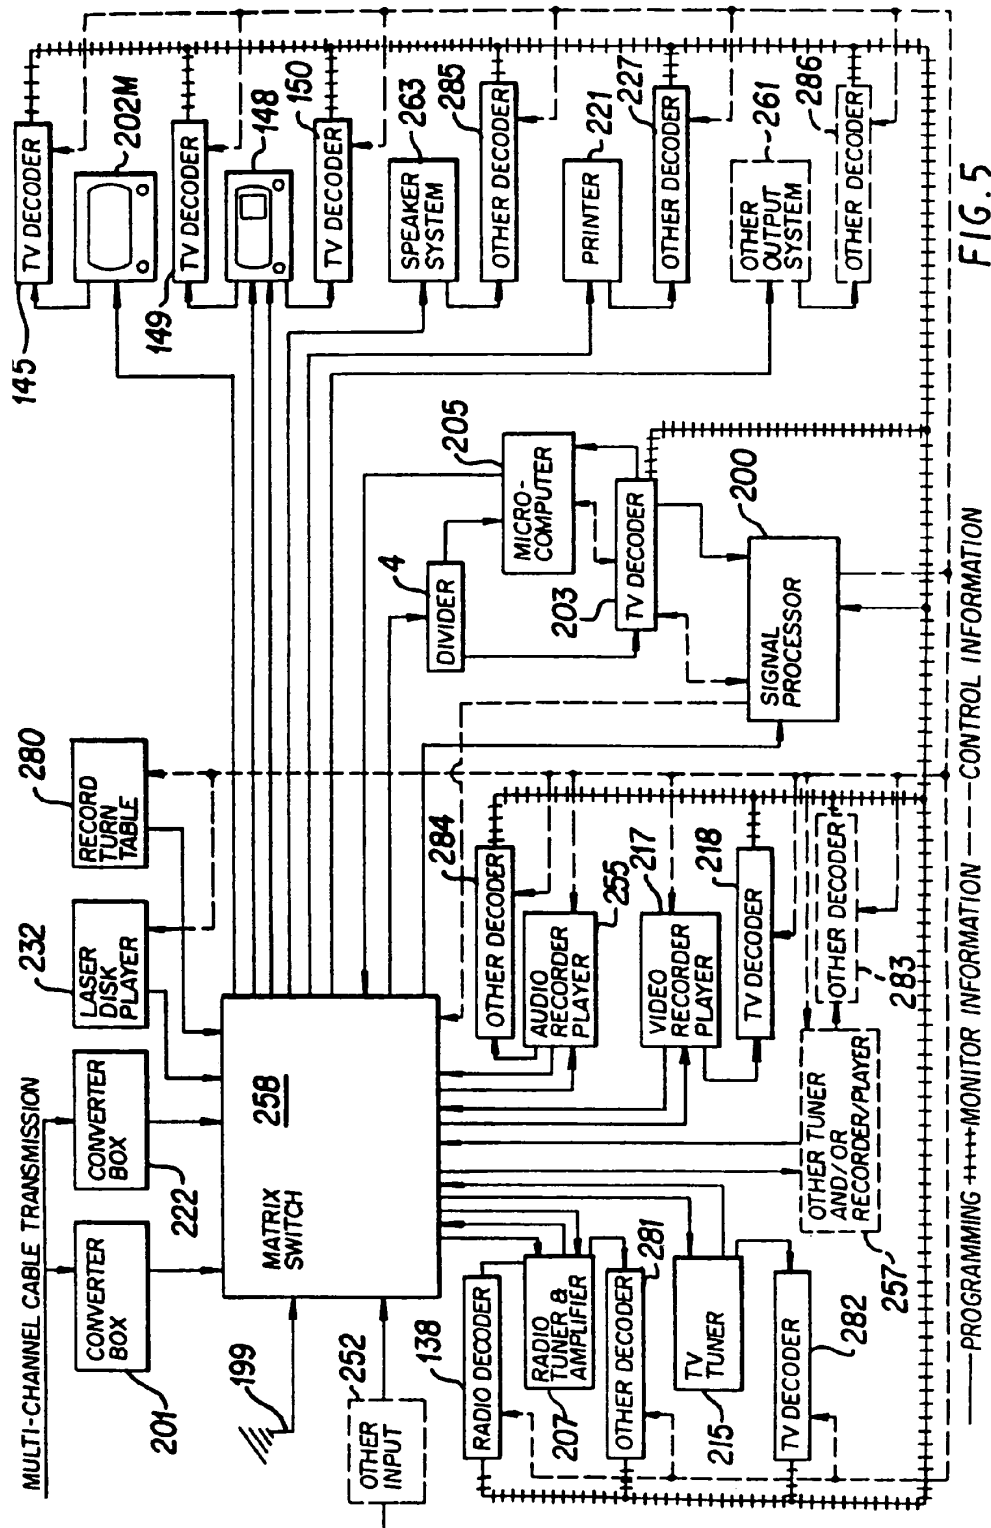 MULTI-CHANNEL CABLE TRANSMISSION
201
CONVERTER
BOX
222
CONVERTER
BOX
232
LASER
DISK
PLAYER
280
RECORD
TURN
TABLE
199
252
OTHER
INPUT
MATRIX
SWITCH
258
4
DIVIDER
205
MICRO-
COMPUTER
203
TV DECODER
200
SIGNAL
PROCESSOR
145
TV DECODER
202M
149
TV DECODER
148
150
TV DECODER
263
SPEAKER
SYSTEM
285
OTHER DECODER
221
PRINTER
227
OTHER DECODER
261
OTHER
OUTPUT
SYSTEM
286
OTHER DECODER
138
RADIO DECODER
207
RADIO
TUNER &
AMPLIFIER
281
OTHER DECODER
215
TV
TUNER
282
TV DECODER
284
OTHER DECODER
255
AUDIO
RECORDER
PLAYER
217
VIDEO
RECORDER
PLAYER
218
TV DECODER
283
OTHER DECODER
257
OTHER TUNER
AND/OR
RECORDER/PLAYER
PROGRAMMING MONITOR INFORMATION CONTROL INFORMATION
FIG. 5